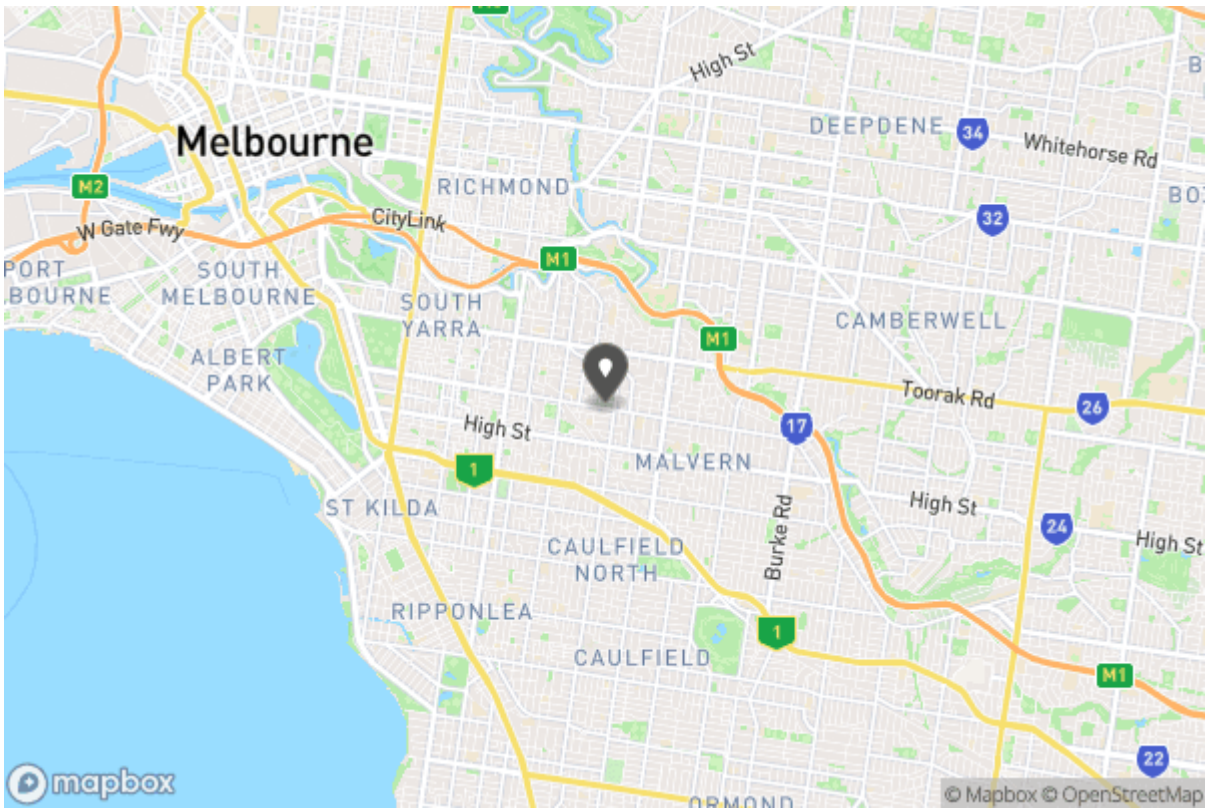 High St
DEEPDENE
34
Whitehorse Rd
Melbourne
M2
RICHMOND
32
CityLink
W Gate Fwy
M1
PORT
SOUTH
MELBOURNE
SOUTH
YARRA
M1
CAMBERWELL
ALBERT
PARK
Toorak Rd
26
High St
17
MALVERN
1
ST KILDA
High St
24
High St
Burke Rd
CAULFIELD
NORTH
RIPPONLEA
1
CAULFIELD
M1
22
mapbox
ORMOND
© Mapbox © OpenStreetMap